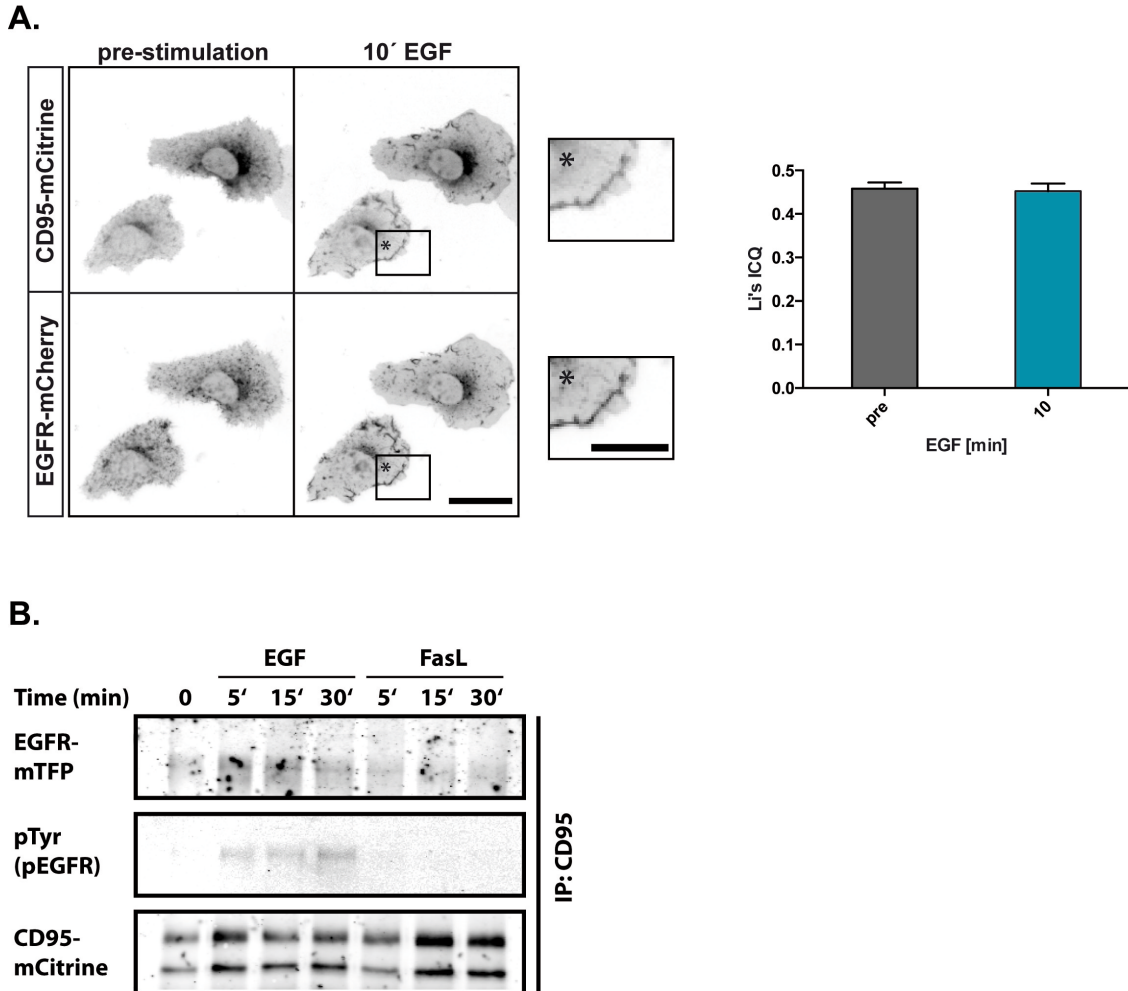 A.
pre-stimulation
10´ EGF
CD95-mCitrine
*
*
EGFR-mCherry
*
*
0.5
0.4
0.3
0.2
0.1
0.0
Li's ICQ
pre
10
EGF [min]
B.
EGF
FasL
Time (min) 0 5‘ 15‘ 30‘ 5‘ 15‘ 30‘
EGFR-
mTFP
pTyr
(pEGFR)
CD95-
mCitrine
IP: CD95